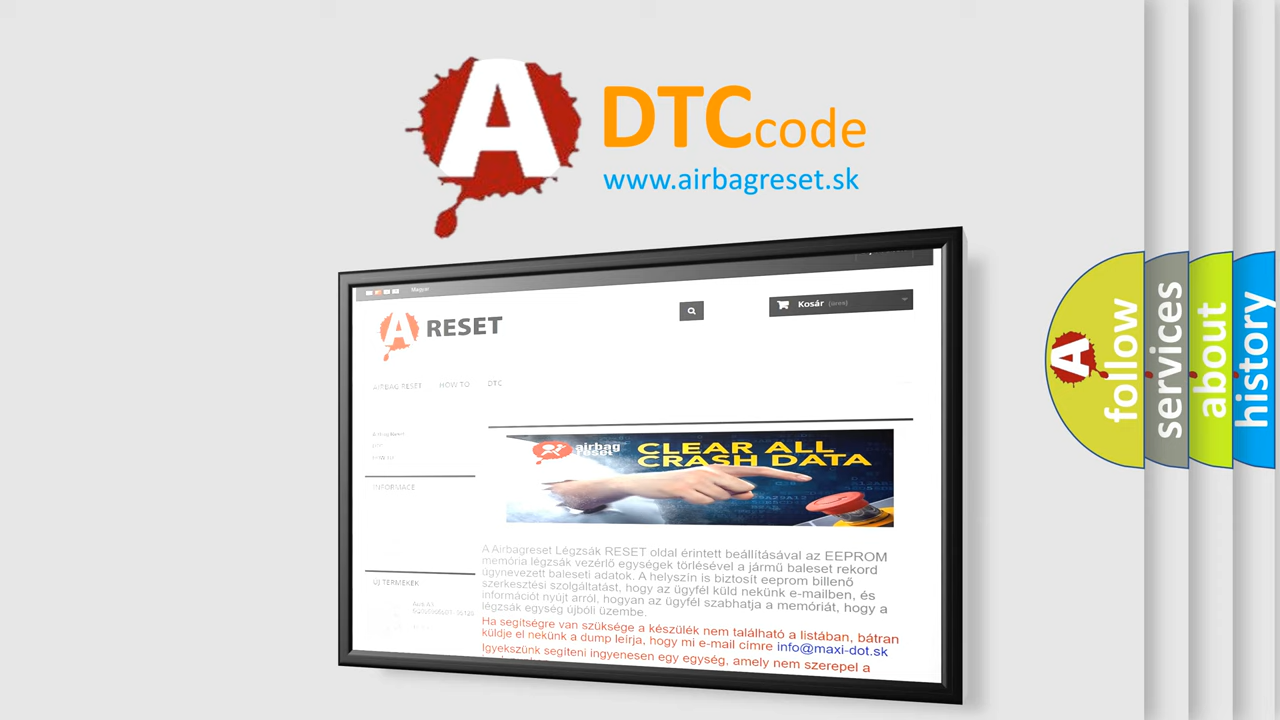 A DTC code
www.airbagreset.sk
Magyar
A RESET
Kosár (üres)
AIRBAG RESET HOW TO DTC
INFORMACE
airbag
reset
CLEAR ALL
CRASH DATA
A Airbagreset Légzsák RESET oldal érintett beállításával az EEPROM
memória légzsák vezérlő egységek törlésével a jármű baleset rekord
úgynevezett baleseti adatok. A helyszín is biztosít eeprom billenő
szerkesztési szolgáltatást, hogy az ügyfél küld nekünk e-mailben, és
információt nyújt arról, hogyan az ügyfél szabhatja a memóriát, hogy a
légzsák egység újbóli üzembe.
ÚJ TERMÉKEK
Ha segítségre van szüksége a készülék nem található a listában, bátran
küldje el nekünk a dump leírja, hogy mi e-mail címre info@maxi-dot.sk
Igyekszünk segíteni ingyenesen egy egység, amely nem szerepel a
A follow
services
about
history